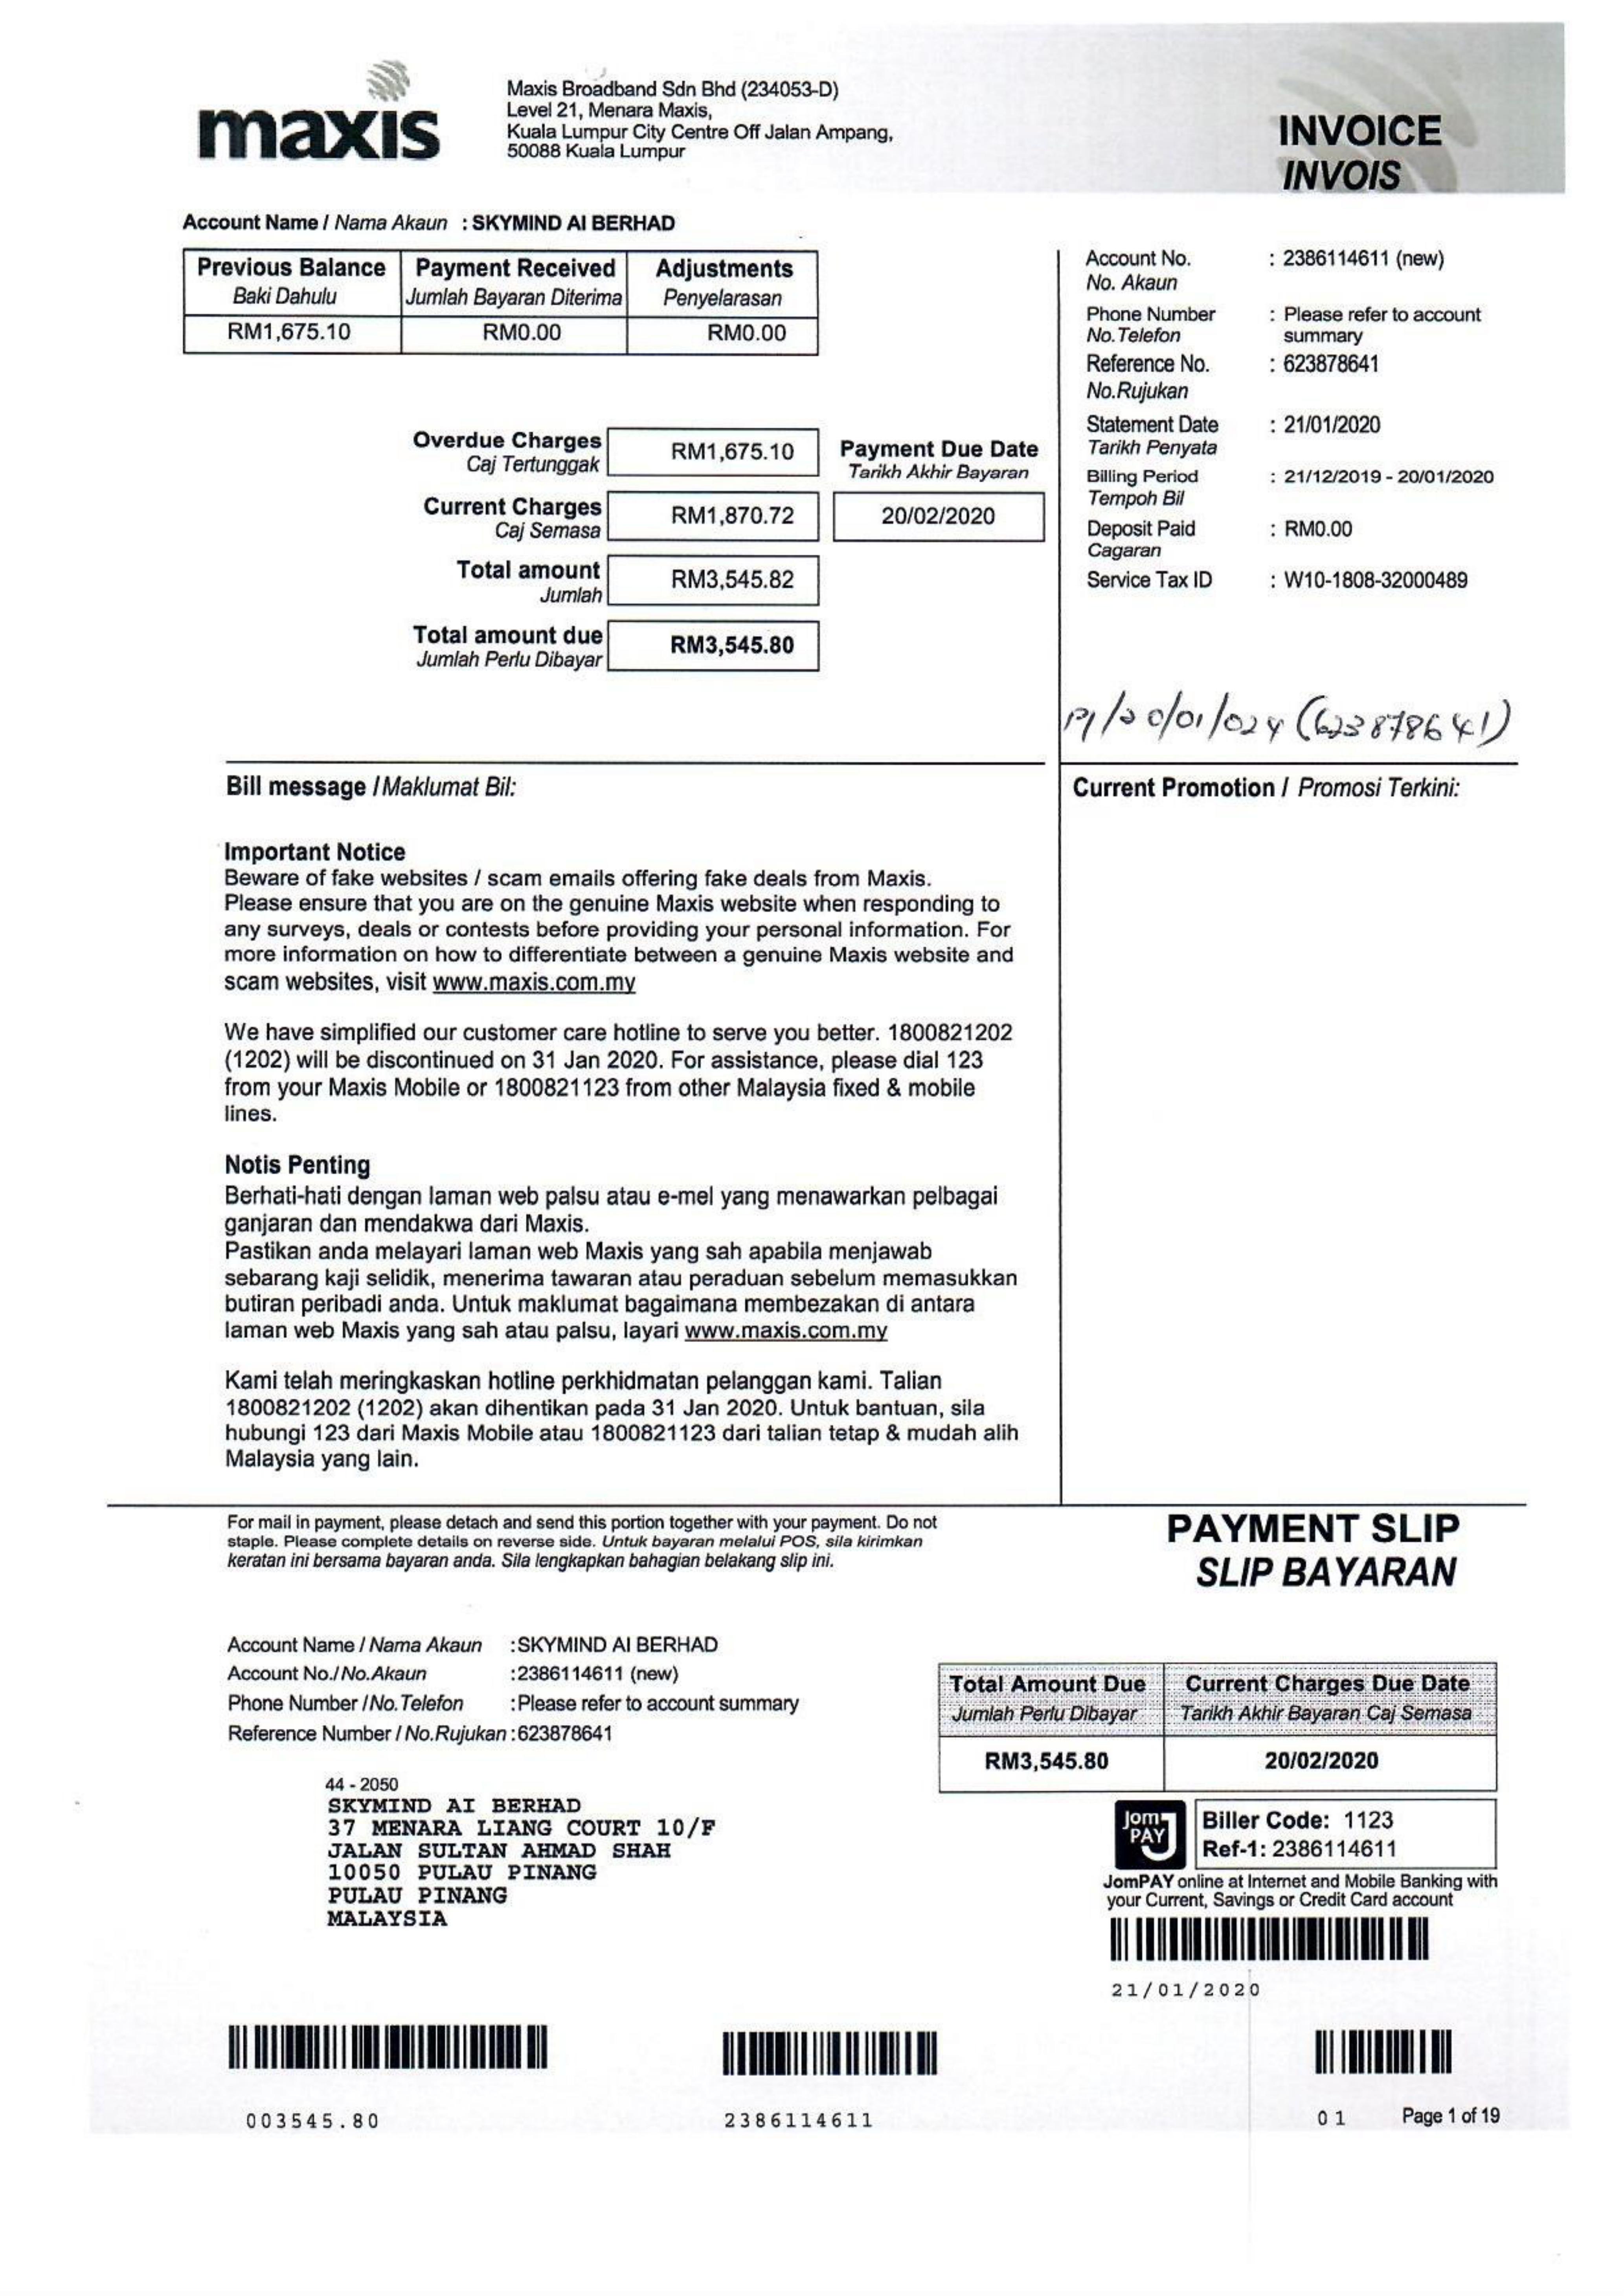 maxis
Maxis Broadband Sdn Bhd (234053-D)
Level 21, Menara Maxis,
Kuala Lumpur City Centre Off Jalan Ampang,
50088 Kuala Lumpur
INVOICE
INVOIS
Account Name / Nama Akaun : SKYMIND AI BERHAD
Previous Balance Payment Received Adjustments
Baki Dahulu Jumlah Bayaran Diterima Penyelarasan
RM1,675.10 RM0.00 RM0.00
Account No. : 2386114611 (new)
No. Akaun
Phone Number : Please refer to account
No.Telefon summary
Reference No. : 623878641
No.Rujukan
Statement Date : 21/01/2020
Tarikh Penyata
Billing Period : 21/12/2019 - 20/01/2020
Tempoh Bil
Deposit Paid : RM0.00
Cagaran
Service Tax ID : W10-1808-32000489
Overdue Charges RM1,675.10
Caj Tertunggak
Payment Due Date
Tarikh Akhir Bayaran
Current Charges RM1,870.72 20/02/2020
Caj Semasa
Total amount RM3,545.82
Jumlah
Total amount due RM3,545.80
Jumlah Perlu Dibayar
PI/20/01/024 (623878641)
Bill message / Maklumat Bil:
Current Promotion / Promosi Terkini:
Important Notice
Beware of fake websites / scam emails offering fake deals from Maxis.
Please ensure that you are on the genuine Maxis website when responding to
any surveys, deals or contests before providing your personal information. For
more information on how to differentiate between a genuine Maxis website and
scam websites, visit www.maxis.com.my
We have simplified our customer care hotline to serve you better. 1800821202
(1202) will be discontinued on 31 Jan 2020. For assistance, please dial 123
from your Maxis Mobile or 1800821123 from other Malaysia fixed & mobile
lines.
Notis Penting
Berhati-hati dengan laman web palsu atau e-mel yang menawarkan pelbagai
ganjaran dan mendakwa dari Maxis.
Pastikan anda melayari laman web Maxis yang sah apabila menjawab
sebarang kaji selidik, menerima tawaran atau peraduan sebelum memasukkan
butiran peribadi anda. Untuk maklumat bagaimana membezakan di antara
laman web Maxis yang sah atau palsu, layari www.maxis.com.my
Kami telah meringkaskan hotline perkhidmatan pelanggan kami. Talian
1800821202 (1202) akan dihentikan pada 31 Jan 2020. Untuk bantuan, sila
hubungi 123 dari Maxis Mobile atau 1800821123 dari talian tetap & mudah alih
Malaysia yang lain.
For mail in payment, please detach and send this portion together with your payment. Do not
staple. Please complete details on reverse side. Untuk bayaran melalui POS, sila kirimkan
keratan ini bersama bayaran anda. Sila lengkapkan bahagian belakang slip ini.
PAYMENT SLIP
SLIP BAYARAN
Account Name / Nama Akaun :SKYMIND AI BERHAD
Account No./ No.Akaun :2386114611 (new)
Phone Number /No.Telefon :Please refer to account summary
Reference Number / No.Rujukan :623878641
Total Amount Due Current Charges Due Date
Jumlah Perlu Dibayar Tarikh Akhir Bayaran Caj Semasa
RM3,545.80 20/02/2020
44 - 2050
SKYMIND AI BERHAD
37 MENARA LIANG COURT 10/F
JALAN SULTAN AHMAD SHAH
10050 PULAU PINANG
PULAU PINANG
MALAYSIA
Jom
PAY
Biller Code: 1123
Ref-1: 2386114611
JomPAY online at Internet and Mobile Banking with
your Current, Savings or Credit Card account
21/01/2020
003545.80
2386114611
01
Page 1 of 19